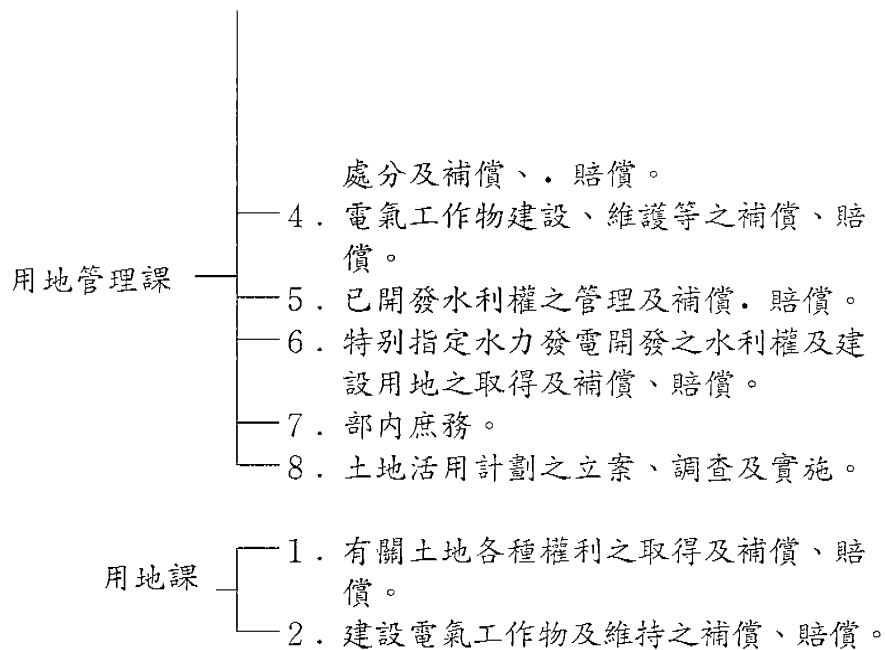 處分及補償、．賠償。
4．電氣工作物建設、維護等之補償、賠
償。
用地管理課
5．已開發水利權之管理及補償．賠償。
6．特別指定水力發電開發之水利權及建
設用地之取得及補償、賠償。
7．部内庶務。
8．土地活用計劃之立案、調查及實施。
1．有關土地各種權利之取得及補償、賠
用地課
償。
2．建設電氣工作物及維持之補償、賠償。